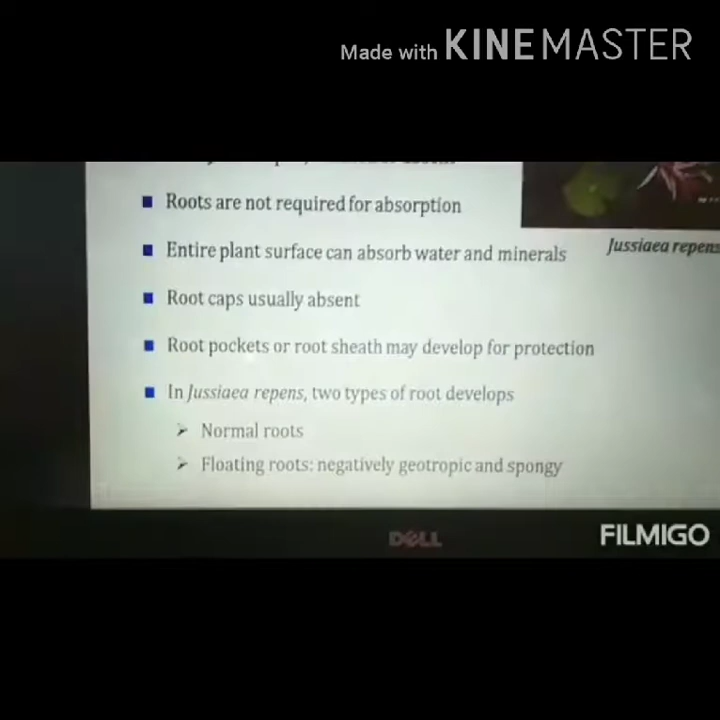 Made with KINEMASTER
Roots are not required for absorption
Entire plant surface can absorb water and minerals
Jussiaea repens
Root caps usually absent
Root pockets or root sheath may develop for protection
In Jussiaea repens, two types of root develops
Normal roots
Floating roots: negatively geotropic and spongy
DELL
FILMIGO